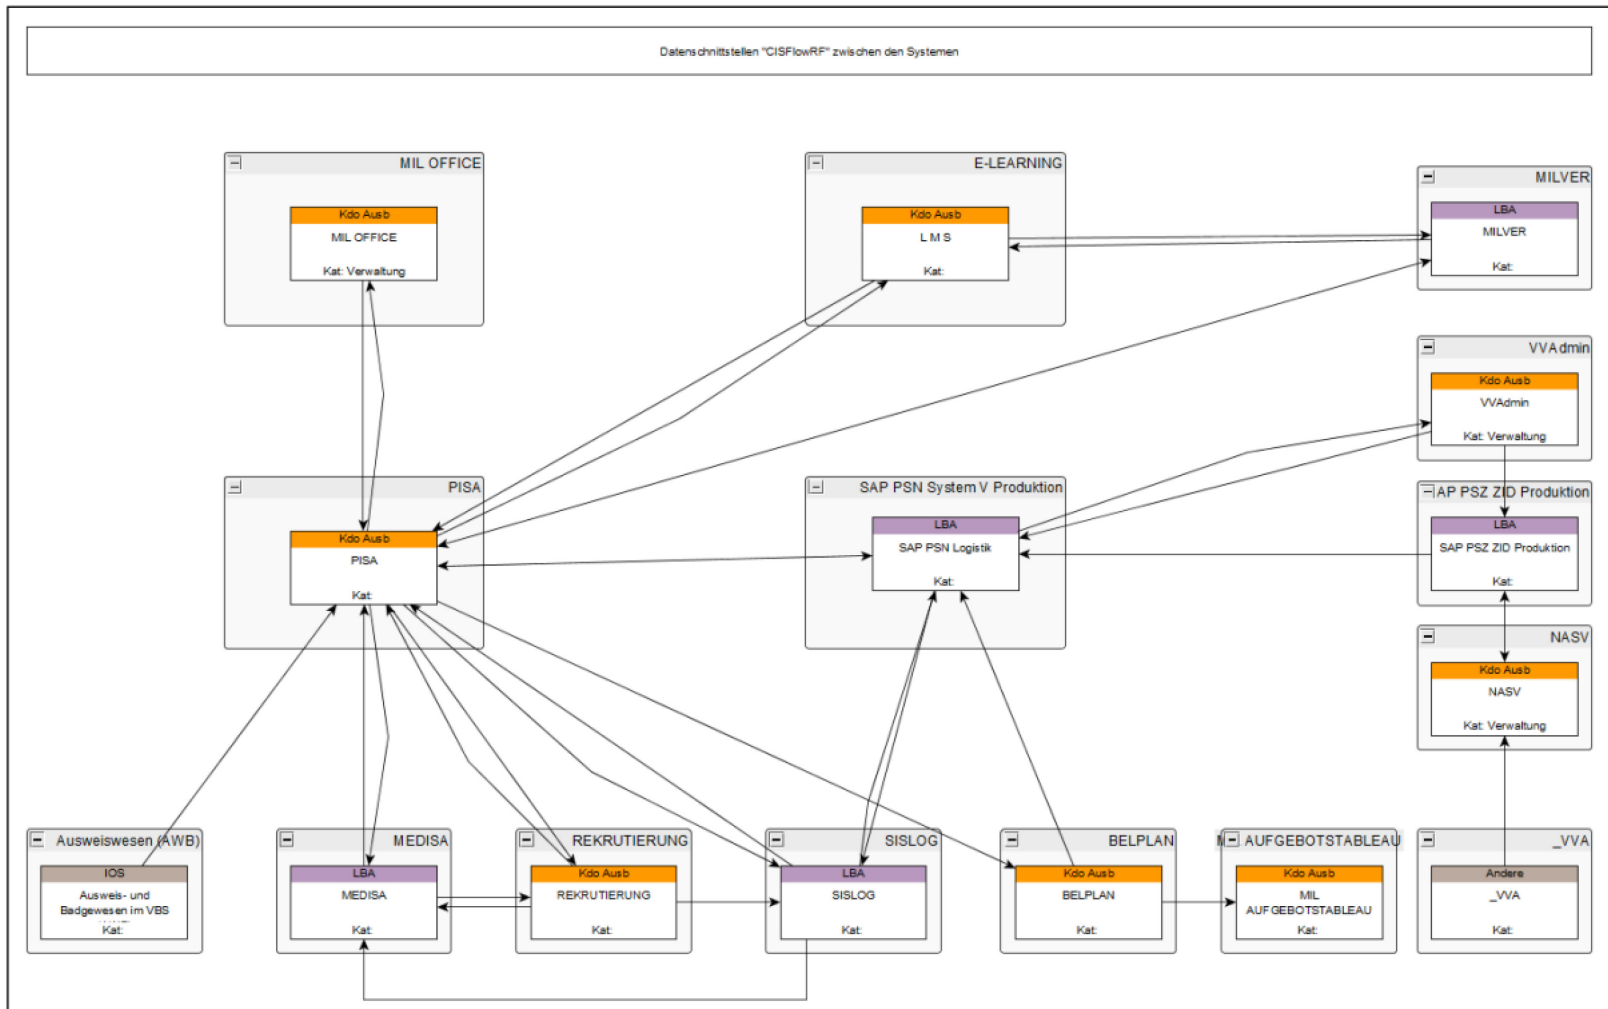 Datenschnittstellen "CISFlowRF" zwischen den Systemen
MIL OFFICE
Kdo Ausb
MIL OFFICE
Kat: Verwaltung
E-LEARNING
Kdo Ausb
L M S
Kat:
MILVER
LBA
MILVER
Kat:
VVAdmin
Kdo Ausb
VVAdmin
Kat: Verwaltung
PISA
Kdo Ausb
PISA
Kat:
SAP PSN System V Produktion
LBA
SAP PSN Logistik
Kat:
AP PSZ ZID Produktion
LBA
SAP PSZ ZID Produktion
Kat:
NASV
Kdo Ausb
NASV
Kat: Verwaltung
Ausweiswesen (AWB)
IOS
Ausweis- und
Badgewesen im VBS
Kat:
MEDISA
LBA
MEDISA
Kat:
REKRUTIERUNG
Kdo Ausb
REKRUTIERUNG
Kat:
SISLOG
LBA
SISLOG
Kat:
BELPLAN
Kdo Ausb
BELPLAN
Kat:
AUFGEBOTSTABLEAU
Kdo Ausb
MIL
AUFGEBOTSTABLEAU
Kat:
_VVA
Andere
_VVA
Kat: